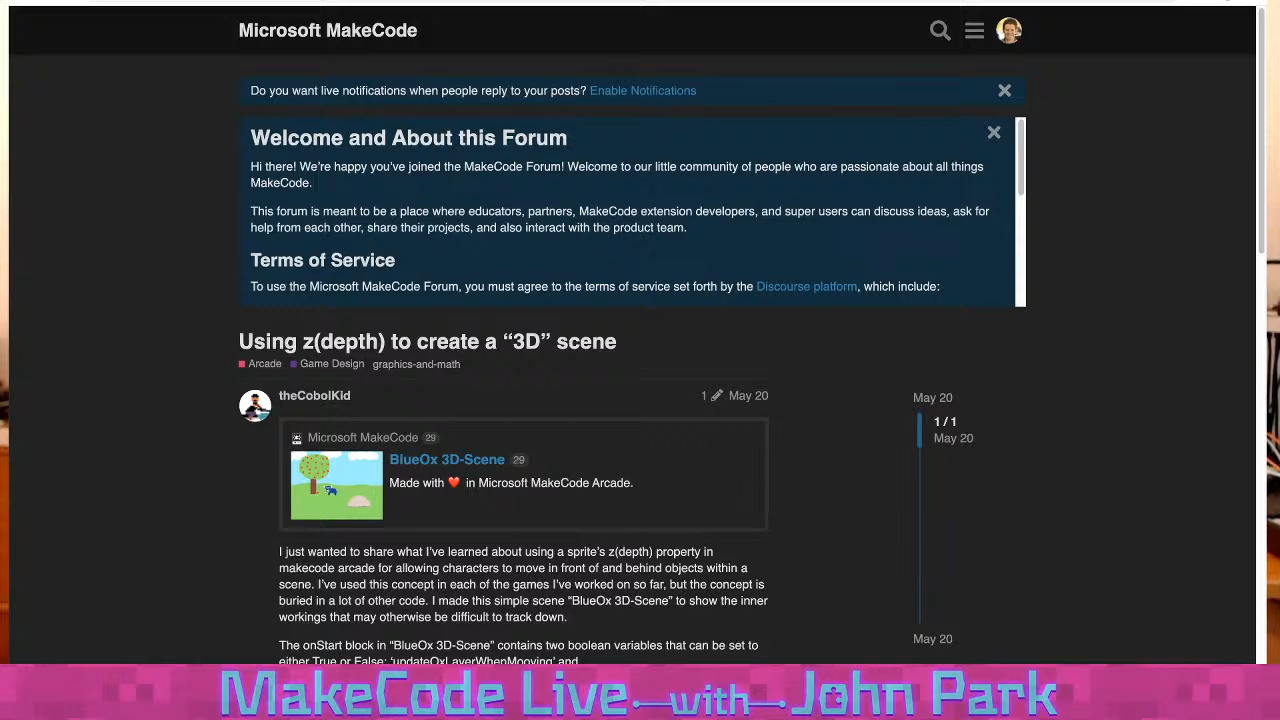 Microsoft MakeCode
Do you want live notifications when people reply to your posts? Enable Notifications
Welcome and About this Forum
Hi there! We're happy you've joined the MakeCode Forum! Welcome to our little community of people who are passionate about all things
MakeCode.
This forum is meant to be a place where educators, partners, MakeCode extension developers, and super users can discuss ideas, ask for
help from each other, share their projects, and also interact with the product team.
Terms of Service
To use the Microsoft MakeCode Forum, you must agree to the terms of service set forth by the Discourse platform, which include:
Using z(depth) to create a “3D” scene
Arcade Game Design graphics-and-math
theCobolKid 1 May 20
Microsoft MakeCode 29
BlueOx 3D-Scene 29
Made with ❤️ in Microsoft MakeCode Arcade.
I just wanted to share what I've learned about using a sprite's z(depth) property in
makecode arcade for allowing characters to move in front of and behind objects within a
scene. I've used this concept in each of the games I've worked on so far, but the concept is
buried in a lot of other code. I made this simple scene “BlueOx 3D-Scene” to show the inner
workings that may otherwise be difficult to track down.
The onStart block in “BlueOx 3D-Scene” contains two boolean variables that can be set to
either True or False: 'updateOxLayerWhenMooving' and
May 20
1 / 1
May 20
May 20
MakeCode Live with John Park